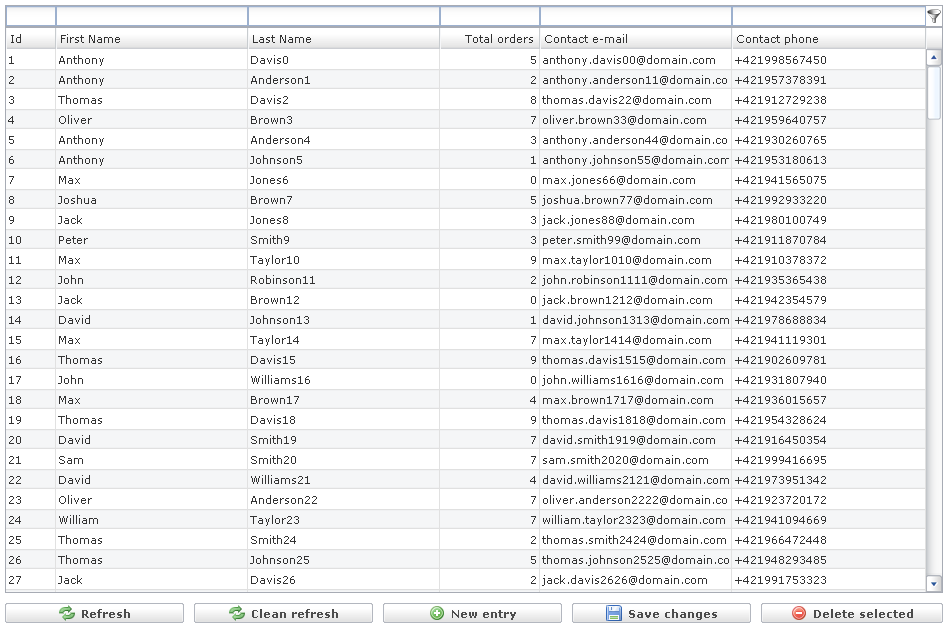 Id First Name Last Name Total orders Contact e-mail Contact phone
1 Anthony Davis0 5 anthony.davis00@domain.com +421998567450
2 Anthony Anderson1 2 anthony.anderson11@domain.co +421957378391
3 Thomas Davis2 8 thomas.davis22@domain.com +421912729238
4 Oliver Brown3 7 oliver.brown33@domain.com +421959640757
5 Anthony Anderson4 3 anthony.anderson44@domain.co +421930260765
6 Anthony Johnson5 1 anthony.johnson55@domain.com +421953180613
7 Max Jones6 0 max.jones66@domain.com +421941565075
8 Joshua Brown7 5 joshua.brown77@domain.com +421992933220
9 Jack Jones8 3 jack.jones88@domain.com +421980100749
10 Peter Smith9 3 peter.smith99@domain.com +421911870784
11 Max Taylor10 9 max.taylor1010@domain.com +421910378372
12 John Robinson11 2 john.robinson1111@domain.com +421935365438
13 Jack Brown12 0 jack.brown1212@domain.com +421942354579
14 David Johnson13 1 david.johnson1313@domain.com +421978688834
15 Max Taylor14 7 max.taylor1414@domain.com +421941119301
16 Thomas Davis15 9 thomas.davis1515@domain.com +421902609781
17 John Williams16 0 john.williams1616@domain.com +421931807940
18 Max Brown17 4 max.brown1717@domain.com +421936015657
19 Thomas Davis18 9 thomas.davis1818@domain.com +421954328624
20 David Smith19 7 david.smith1919@domain.com +421916450354
21 Sam Smith20 7 sam.smith2020@domain.com +421999416695
22 David Williams21 4 david.williams2121@domain.com +421973951342
23 Oliver Anderson22 7 oliver.anderson2222@domain.co +421923720172
24 William Taylor23 7 william.taylor2323@domain.com +421941094669
25 Thomas Smith24 2 thomas.smith2424@domain.com +421966472448
26 Thomas Johnson25 5 thomas.johnson2525@domain.co +421948293485
27 Jack Davis26 2 jack.davis2626@domain.com +421991753323
Refresh Clean refresh New entry Save changes Delete selected